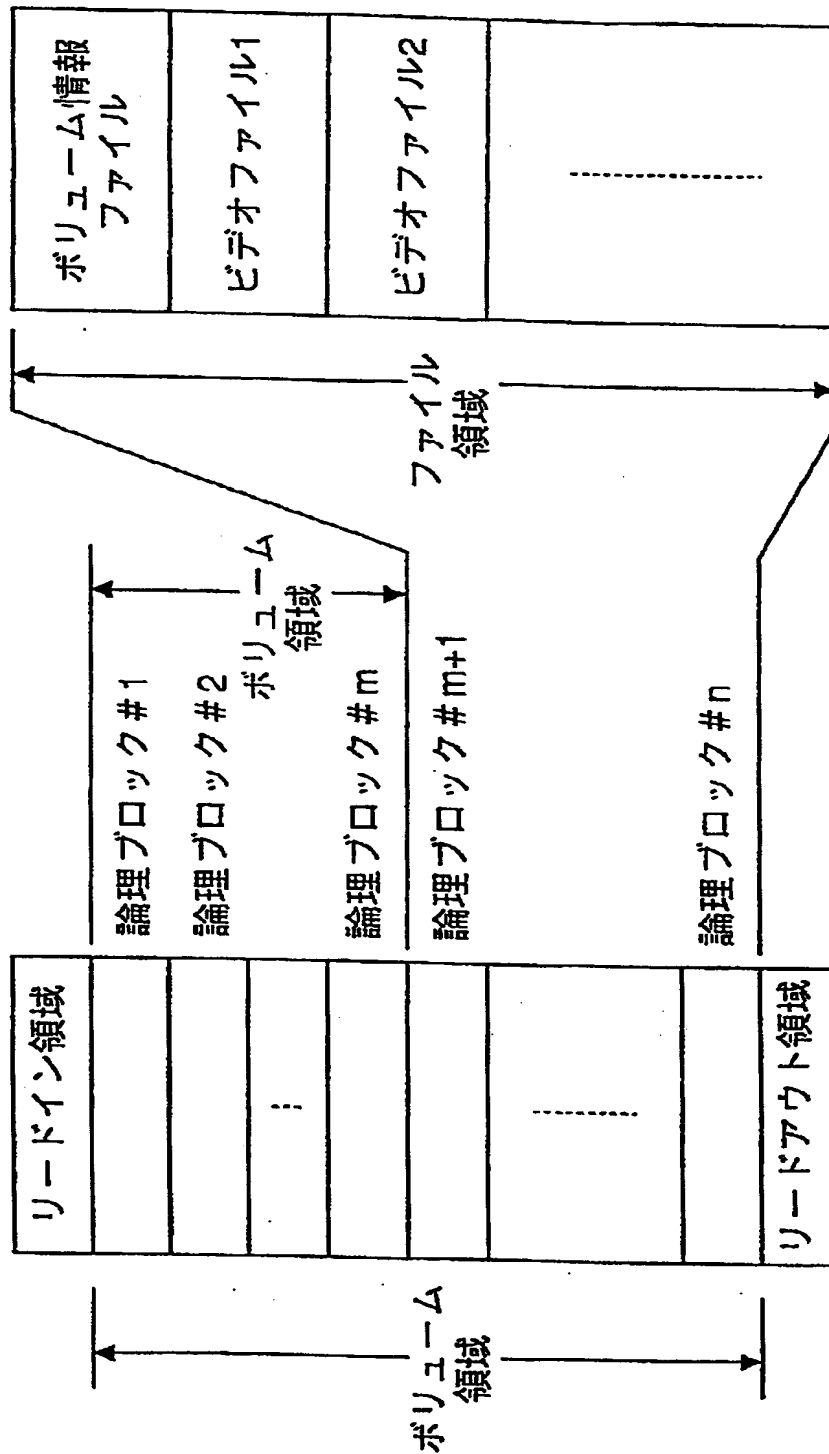 リードイン領域
リードアウト領域
ボリューム
領域
論理ブロック#1
論理ブロック#2
論理ブロック#m
論理ブロック#m+1
論理ブロック#n
ボリューム
領域
ファイル
領域
ボリューム情報
ファイル
ビデオファイル1
ビデオファイル2